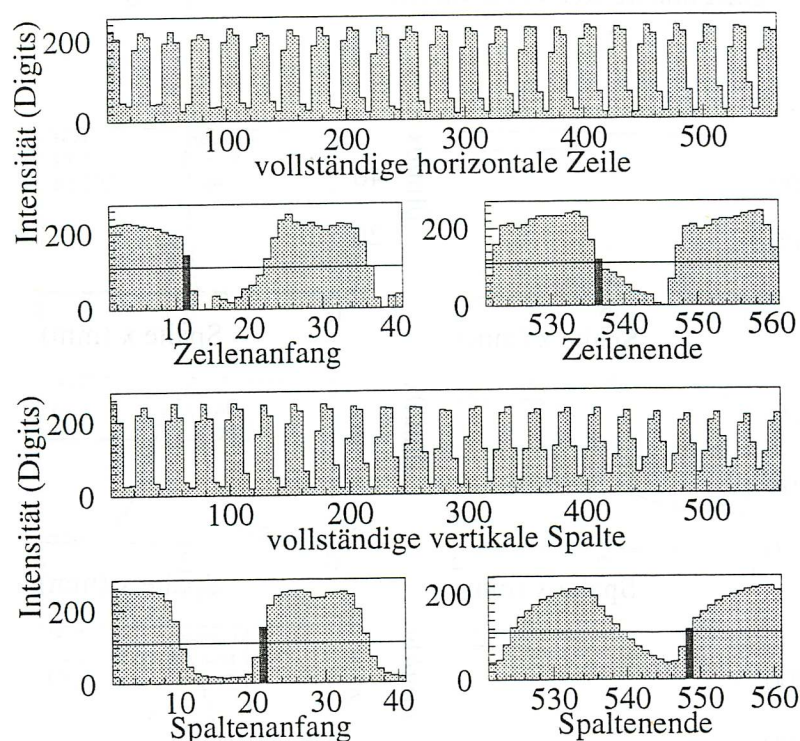 Intensität (Digits)
200
0
100 200 300 400 500
vollständige horizontale Zeile
200
0
10 20 30 40
Zeilenanfang
200
0
530 540 550 560
Zeilenende
Intensität (Digits)
200
0
100 200 300 400 500
vollständige vertikale Spalte
200
0
10 20 30 40
Spaltenanfang
200
0
530 540 550 560
Spaltenende